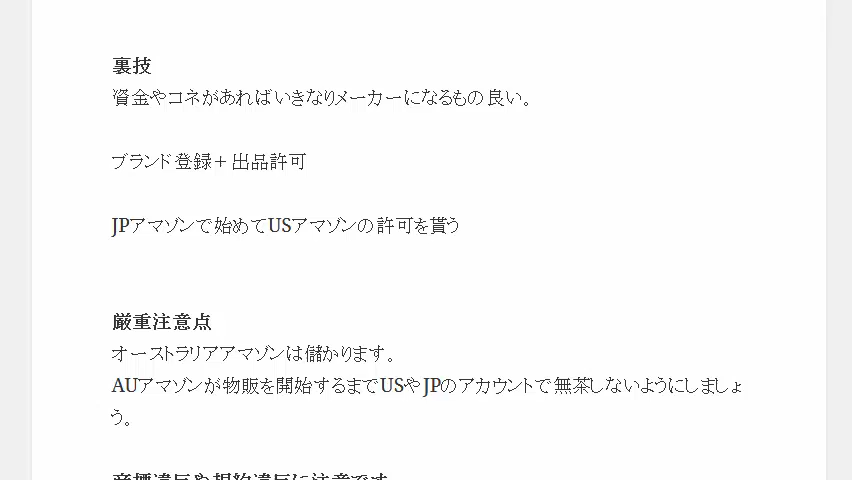 裏技
資金やコネがあればいきなりメーカーになるもの良い。
ブランド登録＋出品許可
JPアマゾンで始めてUSアマゾンの許可を貰う
厳重注意点
オーストラリアアマゾンは儲かります。
AUアマゾンが物販を開始するまでUSやJPのアカウントで無茶しないようにしましょ
う。